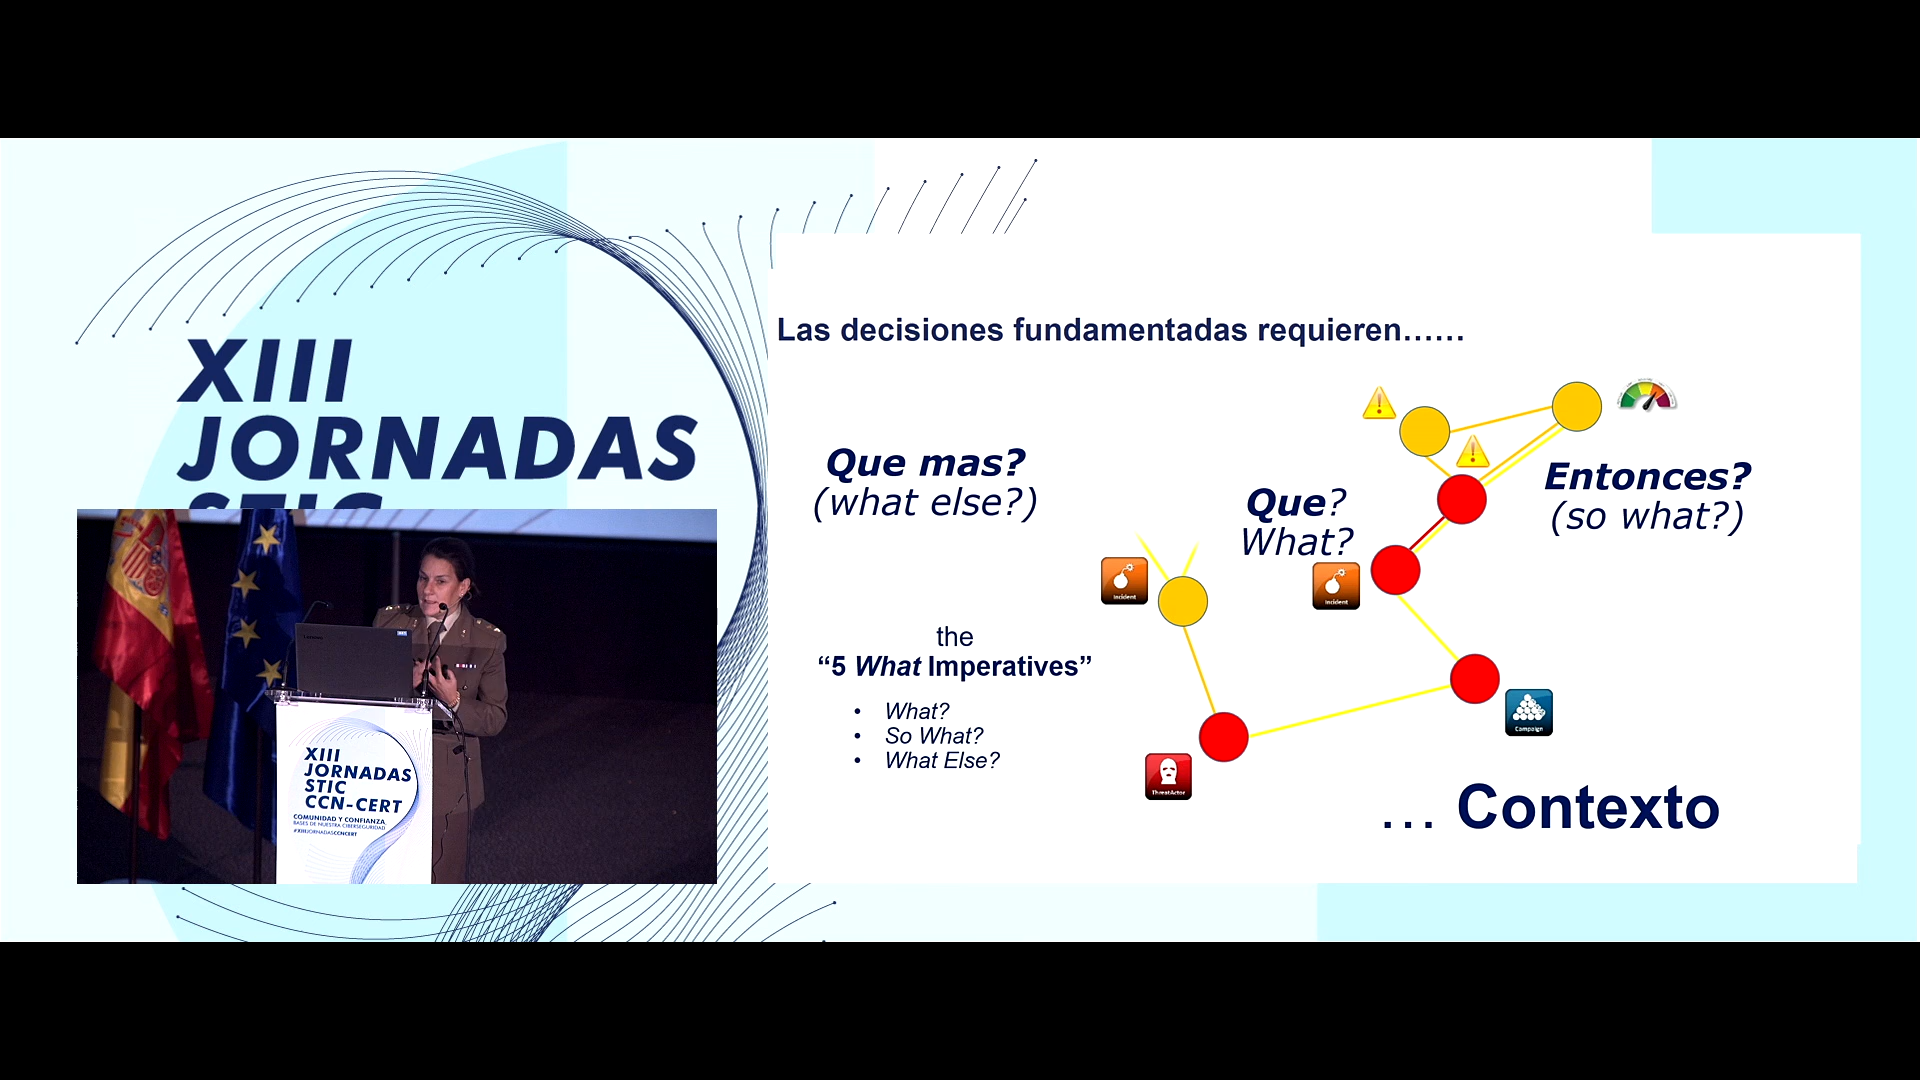 XIII
JORNADAS
STIC
Las decisiones fundamentadas requieren……
Que mas?
(what else?)
Que?
What?
Entonces?
(so what?)
Incident
Incident
the
“5 What Imperatives”
• What?
• So What?
• What Else?
Campaign
ThreatActor
… Contexto
Lenovo
XIII
JORNADAS
STIC
CCN-CERT
COMUNIDAD Y CONFIANZA,
BASES DE NUESTRA CIBERSEGURIDAD
#XIIIJORNADASCCNCERT